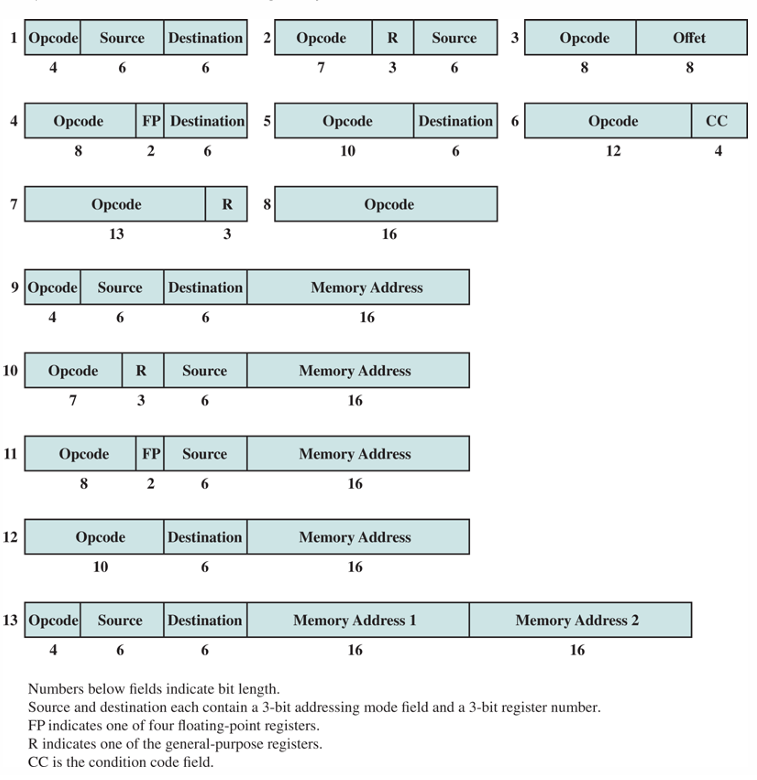 1 Opcode Source Destination 2 Opcode R Source 3 Opcode Offet
4 6 6 7 3 6 8 8
4 Opcode FP Destination 5 Opcode Destination 6 Opcode CC
8 2 6 10 6 12 4
7 Opcode R 8 Opcode
13 3 16
9 Opcode Source Destination Memory Address
4 6 6 16
10 Opcode R Source Memory Address
7 3 6 16
11 Opcode FP Source Memory Address
8 2 6 16
12 Opcode Destination Memory Address
10 6 16
13 Opcode Source Destination Memory Address 1 Memory Address 2
4 6 6 16 16
Numbers below fields indicate bit length.
Source and destination each contain a 3-bit addressing mode field and a 3-bit register number.
FP indicates one of four floating-point registers.
R indicates one of the general-purpose registers.
CC is the condition code field.